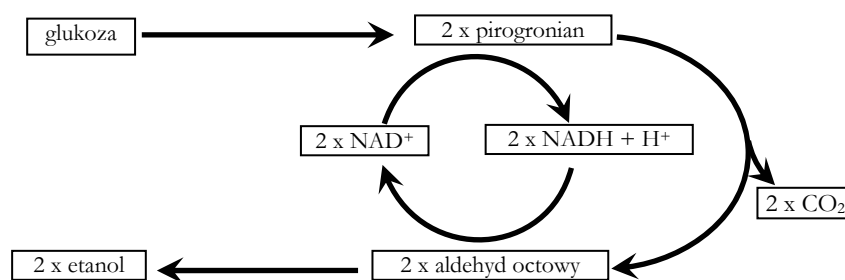 glukoza
2 x pirogronian
2 x NAD⁺
2 x NADH + H⁺
2 x CO₂
2 x etanol
2 x aldehyd octowy